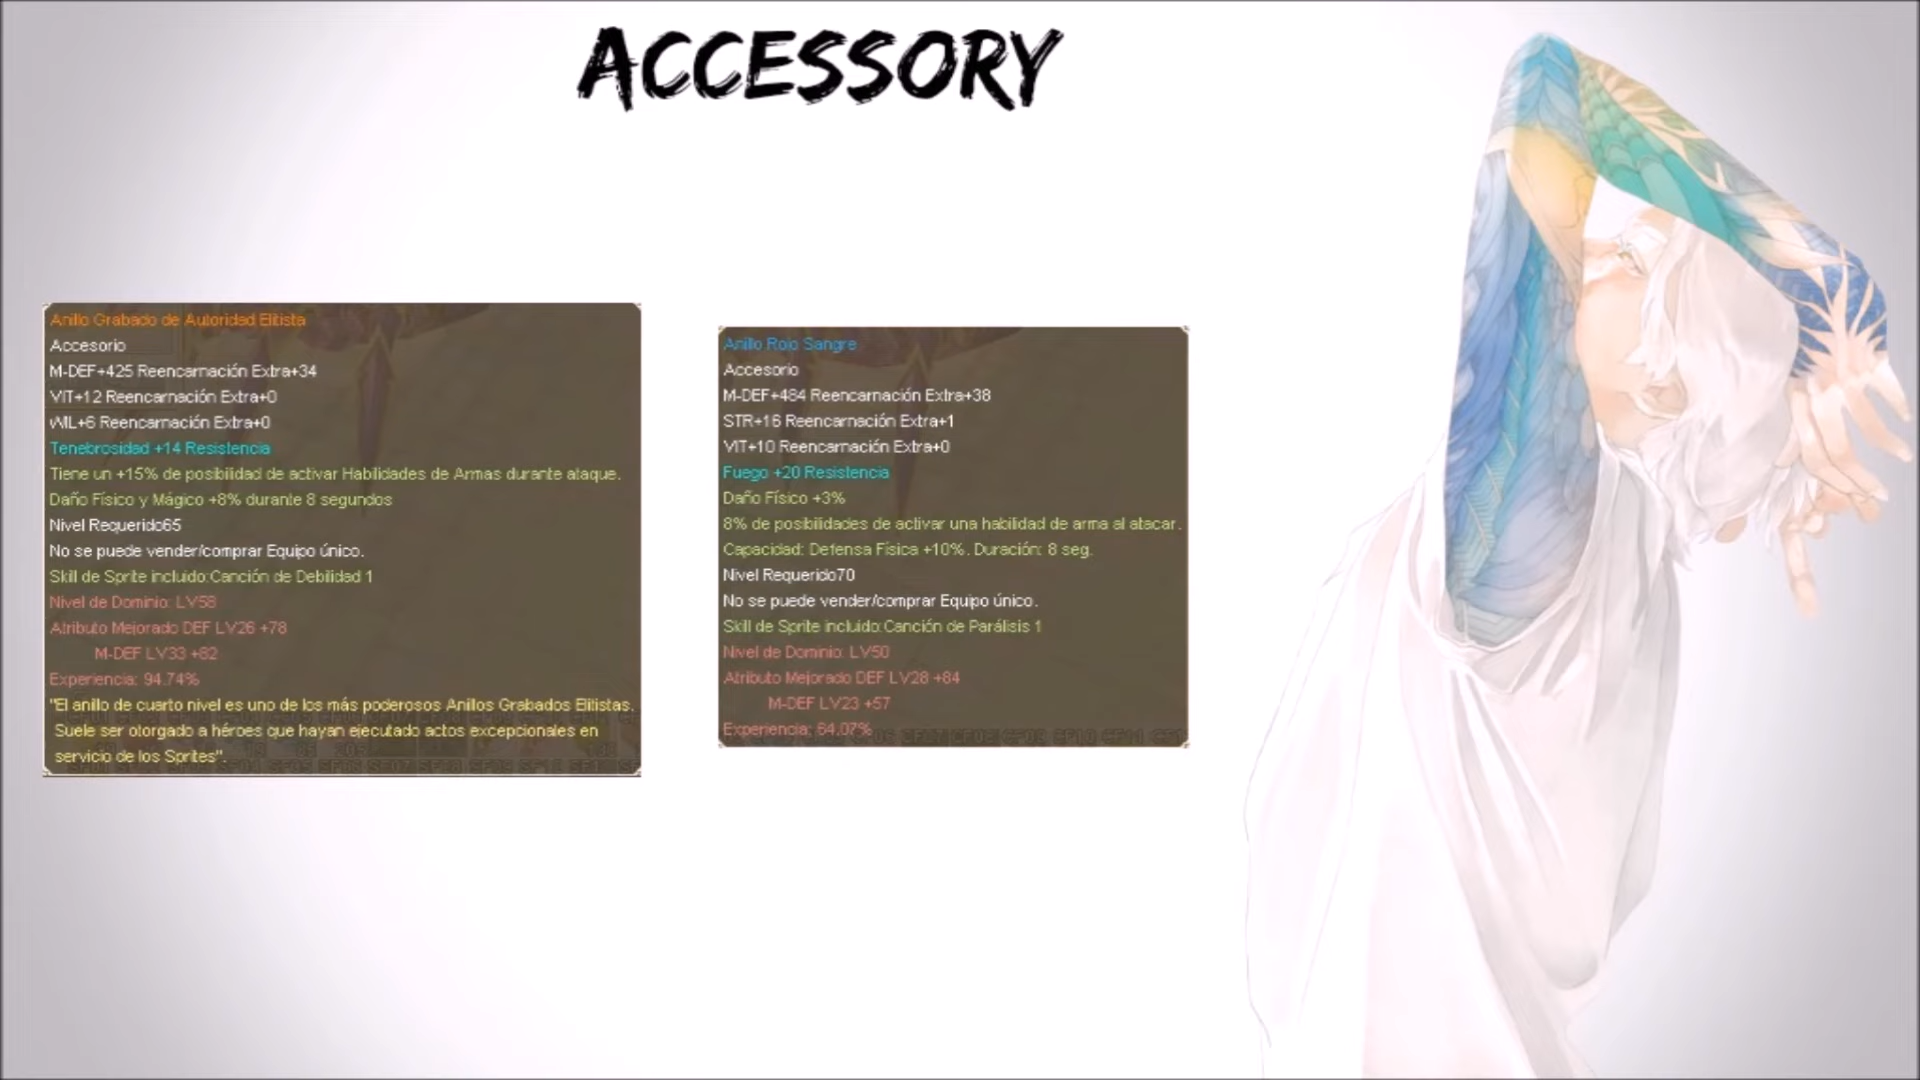 ACCESSORY
Anillo Grabado de Autoridad Elitista
Accesorio
M-DEF+425 Reencarnación Extra+34
VIT+12 Reencarnación Extra+0
WIL+6 Reencarnación Extra+0
Tenebrosidad +14 Resistencia
Tiene un +15% de posibilidad de activar Habilidades de Armas durante ataque.
Daño Físico y Mágico +8% durante 8 segundos
Nivel Requerido65
No se puede vender/comprar Equipo único.
Skill de Sprite incluido:Canción de Debilidad 1
Nivel de Dominio: LV58
Atributo Mejorado DEF LV26 +78
M-DEF LV33 +82
Experiencia: 94.74%
"El anillo de cuarto nivel es uno de los más poderosos Anillos Grabados Elitistas.
Suele ser otorgado a héroes que hayan ejecutado actos excepcionales en
servicio de los Sprites".
Anillo Rojo Sangre
Accesorio
M-DEF+484 Reencarnación Extra+38
STR+16 Reencarnación Extra+1
VIT+10 Reencarnación Extra+0
Fuego +20 Resistencia
Daño Físico +3%
8% de posibilidades de activar una habilidad de arma al atacar.
Capacidad: Defensa Física +10%. Duración: 8 seg.
Nivel Requerido70
No se puede vender/comprar Equipo único.
Skill de Sprite incluido:Canción de Parálisis 1
Nivel de Dominio: LV50
Atributo Mejorado DEF LV28 +84
M-DEF LV23 +57
Experiencia: 64.07%